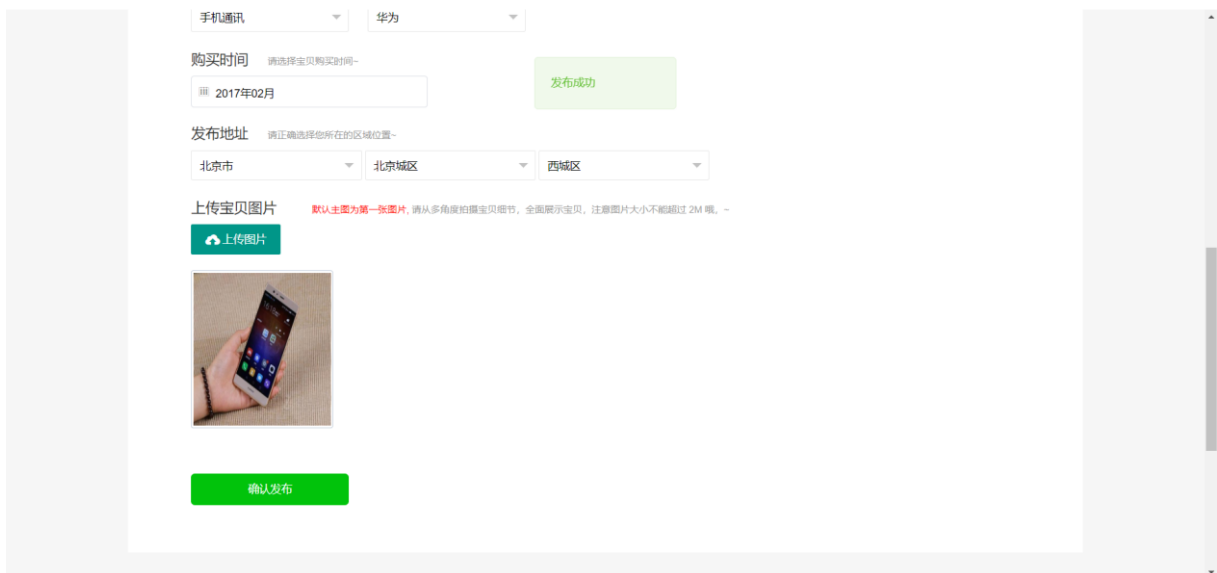 手机通讯 华为
购买时间 请选择宝贝购买时间~
发布成功
2017年02月
发布地址 请正确选择您所在的区域位置~
北京市 北京城区 西城区
上传宝贝图片 默认主图为第一张图片, 请从多角度拍摄宝贝细节，全面展示宝贝，注意图片大小不能超过 2M 哦。~
上传图片
确认发布